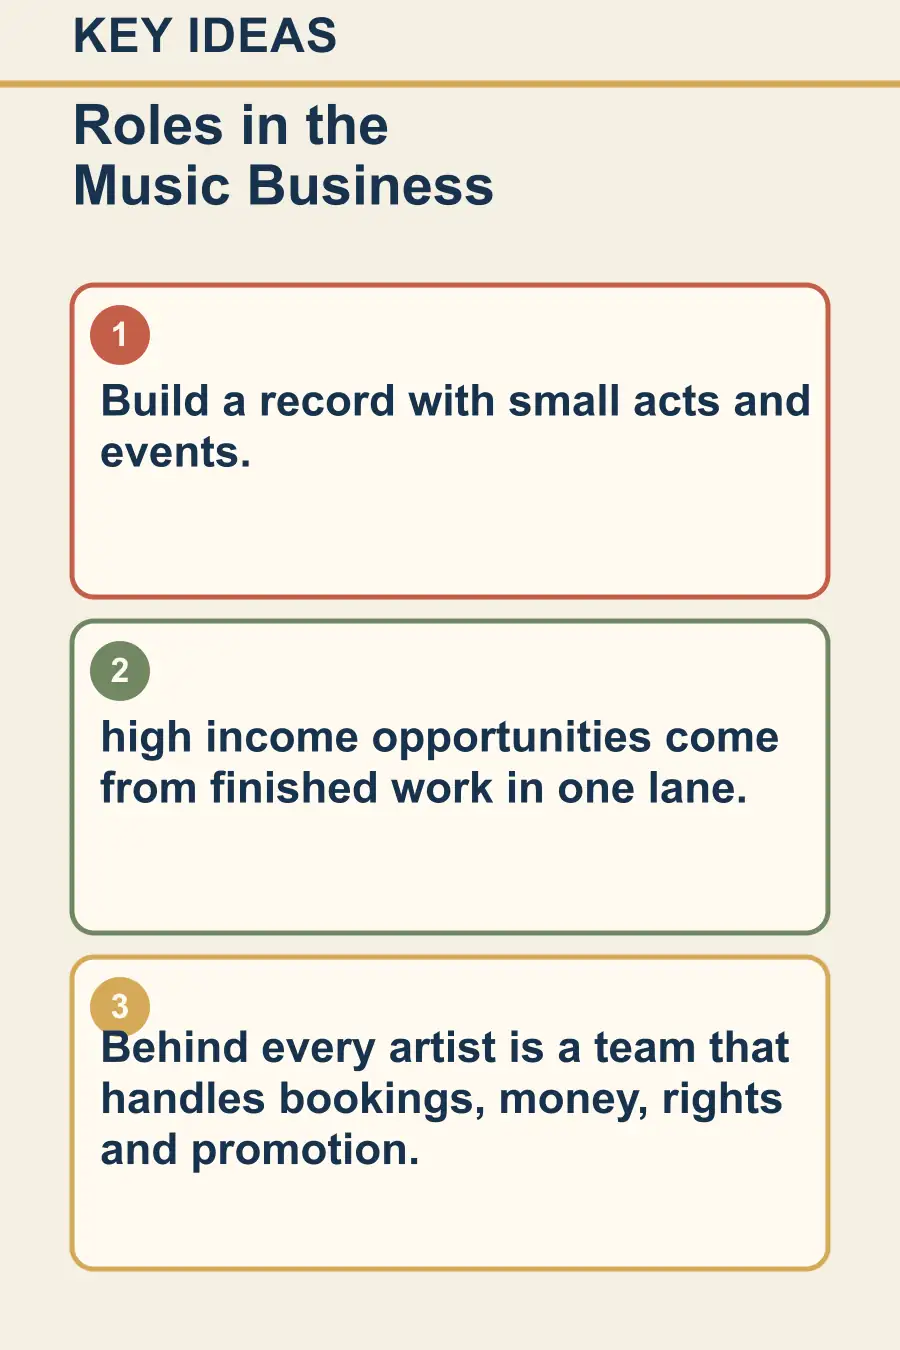 KEY IDEAS
Roles in the
Music Business
1
Build a record with small acts and
events.
2
high income opportunities come
from finished work in one lane.
3
Behind every artist is a team that
handles bookings, money, rights
and promotion.